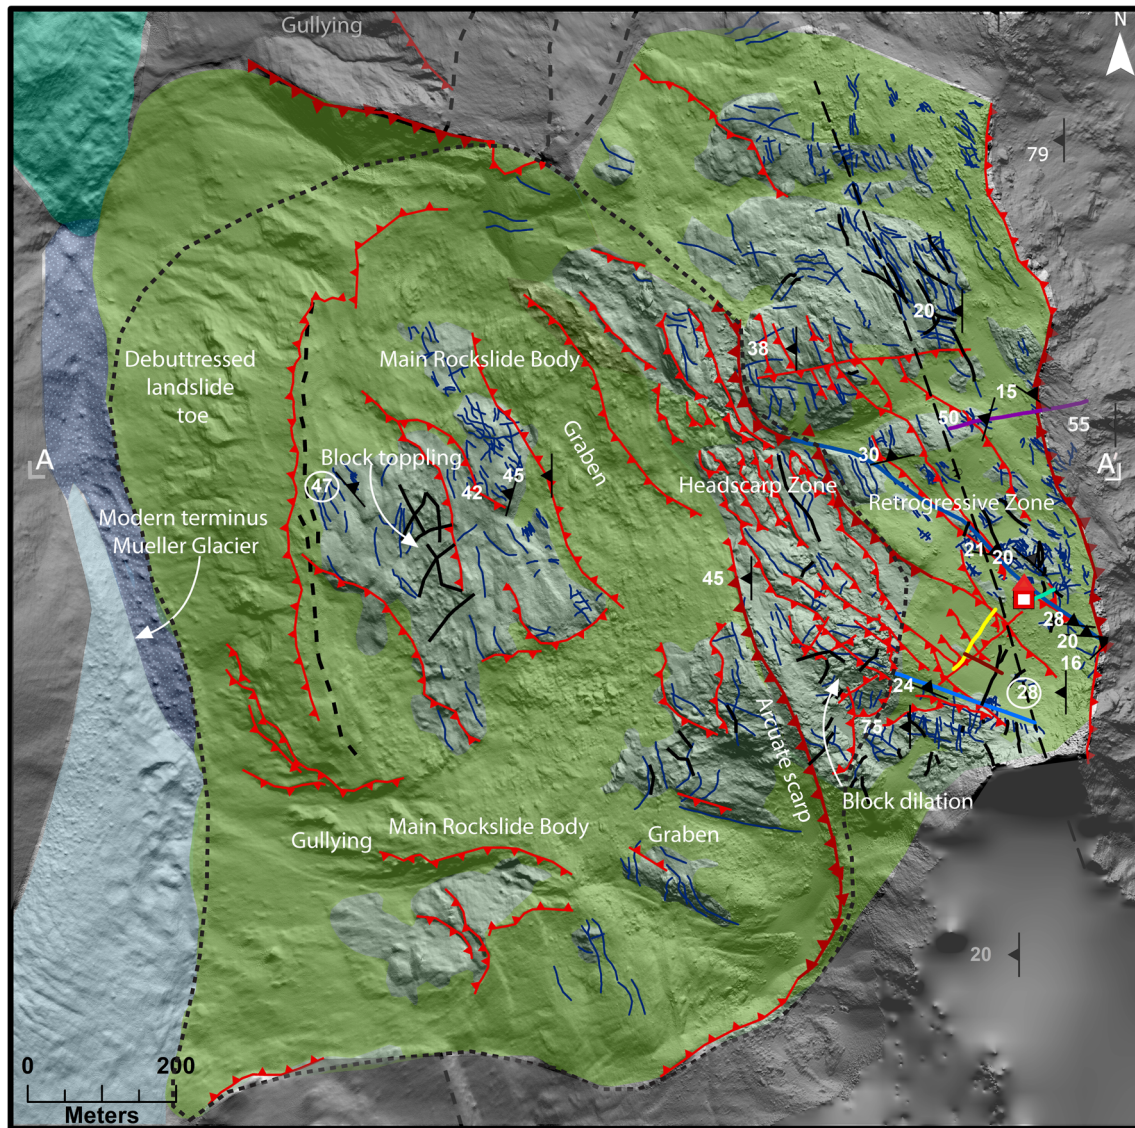 Gullying
N
79
20
38
15
Debuttressed
landslide
toe
Main Rockslide Body
50
55
Graben
30
A
Block toppling
45
A'
47
42
Headscarp Zone
Retrogressive Zone
Modern terminus
Mueller Glacier
21
20
45
28
20
16
24
28
75
Arcuate scarp
Block dilation
Gullying
Main Rockslide Body
Graben
20
0
200
Meters